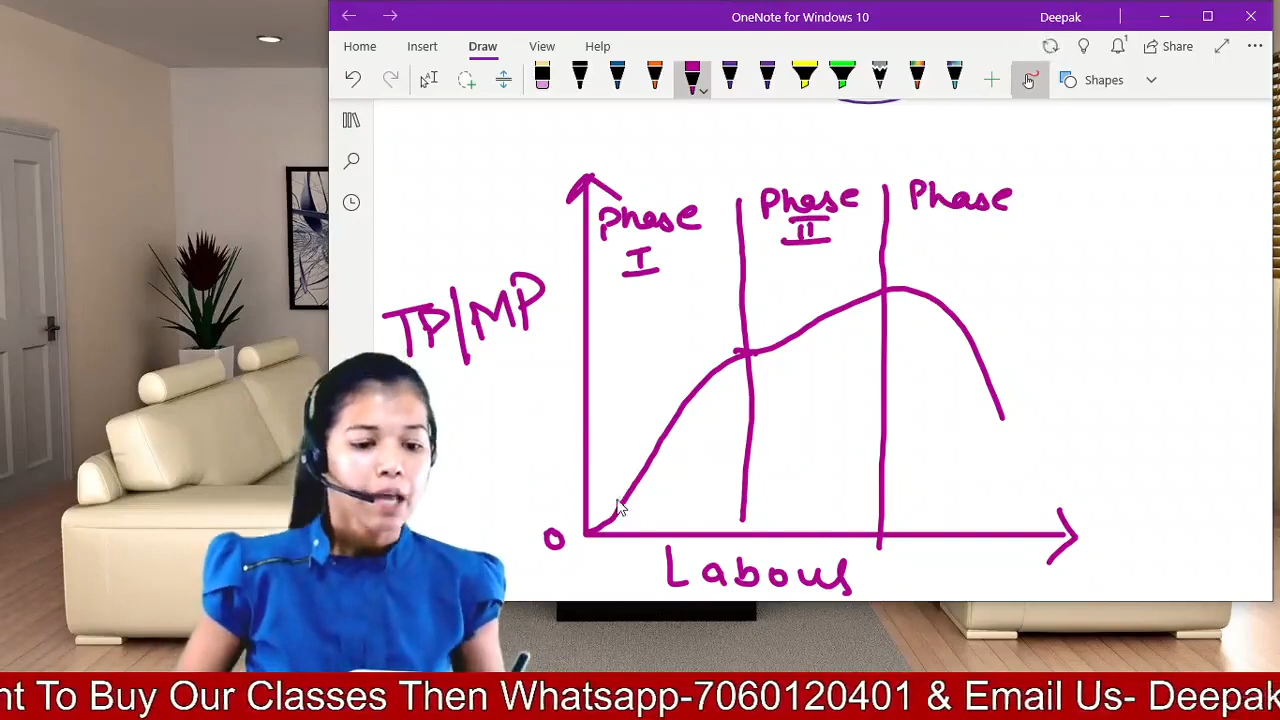 OneNote for Windows 10
Deepak
Home Insert Draw View Help
Share
Shapes
Phase I
Phase II
Phase
TP/MP
O
Labour
nt To Buy Our Classes Then Whatsapp-7060120401 & Email Us- Deepak